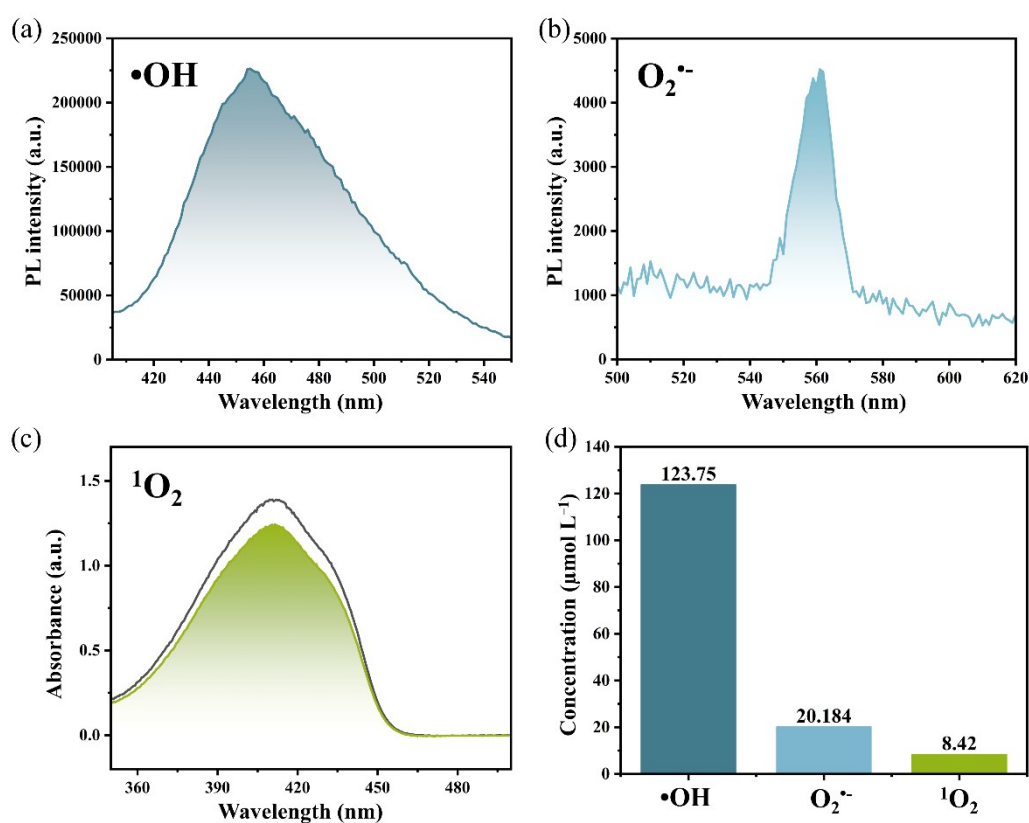 (a)
•OH
PL intensity (a.u.)
250000
200000
150000
100000
50000
0
420 440 460 480 500 520 540
Wavelength (nm)
(b)
O₂•-
PL intensity (a.u.)
5000
4000
3000
2000
1000
0
500 520 540 560 580 600 620
Wavelength (nm)
(c)
¹O₂
Absorbance (a.u.)
1.5
1.0
0.5
0.0
360 390 420 450 480
Wavelength (nm)
(d)
Concentration (μmol L⁻¹)
140
120
100
80
60
40
20
0
123.75
20.184
8.42
•OH O₂•- ¹O₂